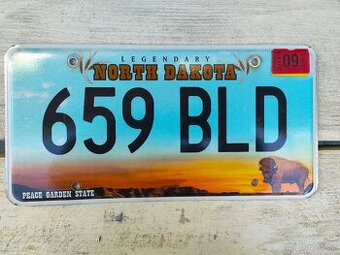 LEGENDARY
NORTH DAKOTA
09
659 BLD
PEACE GARDEN STATE